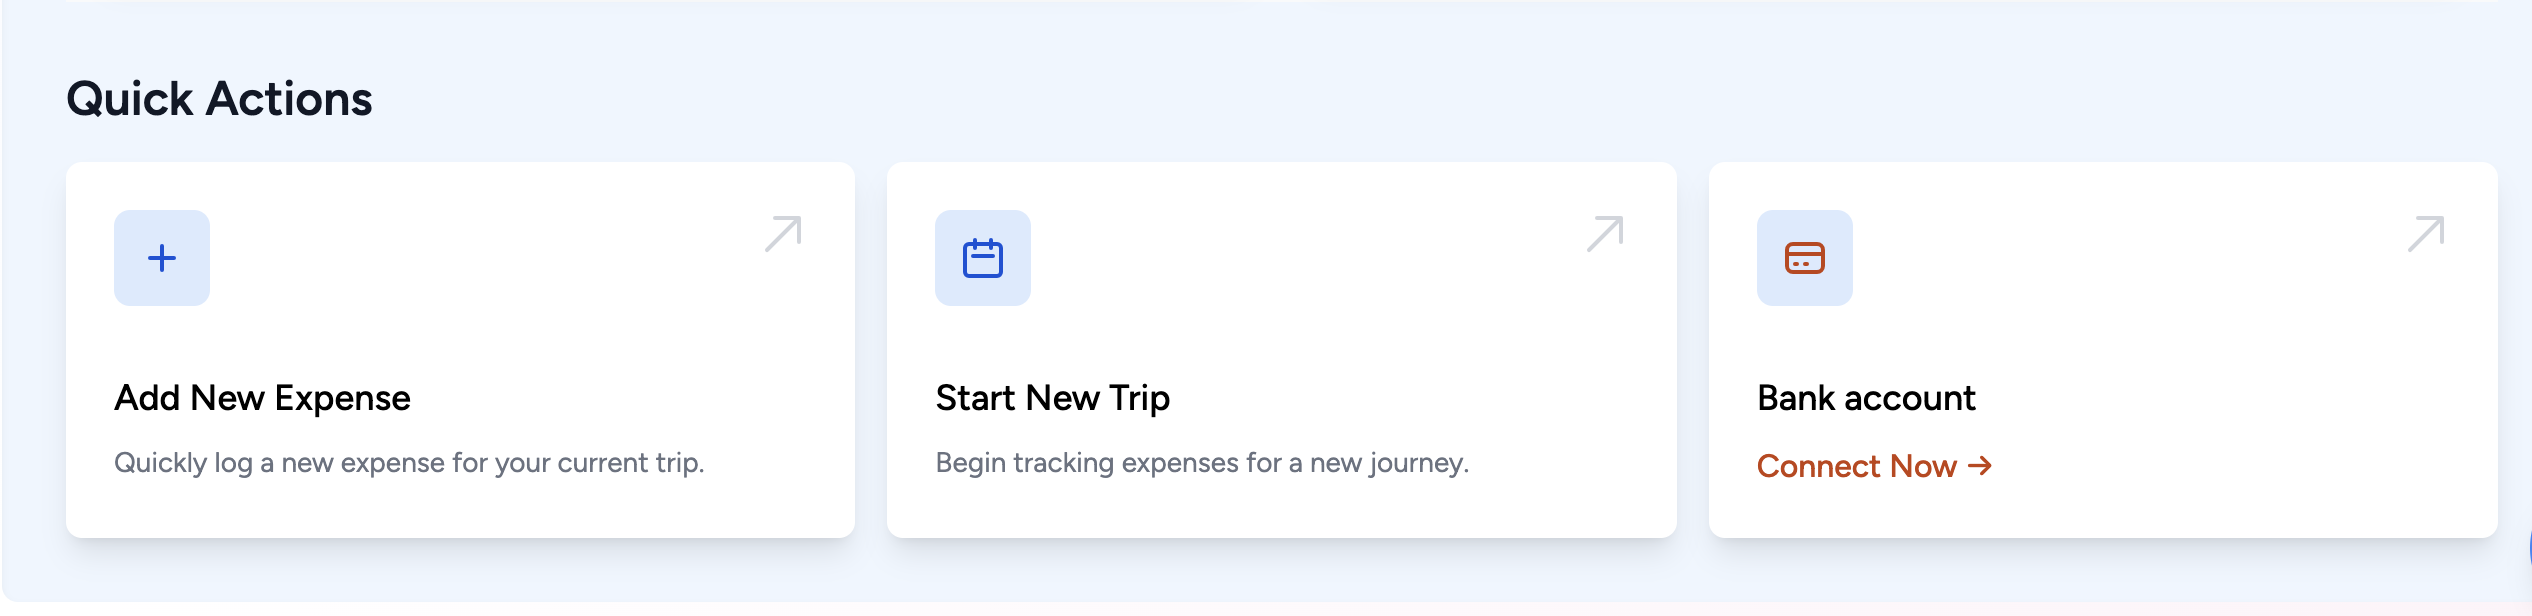 Quick Actions
Add New Expense
Quickly log a new expense for your current trip.
Start New Trip
Begin tracking expenses for a new journey.
Bank account
Connect Now →